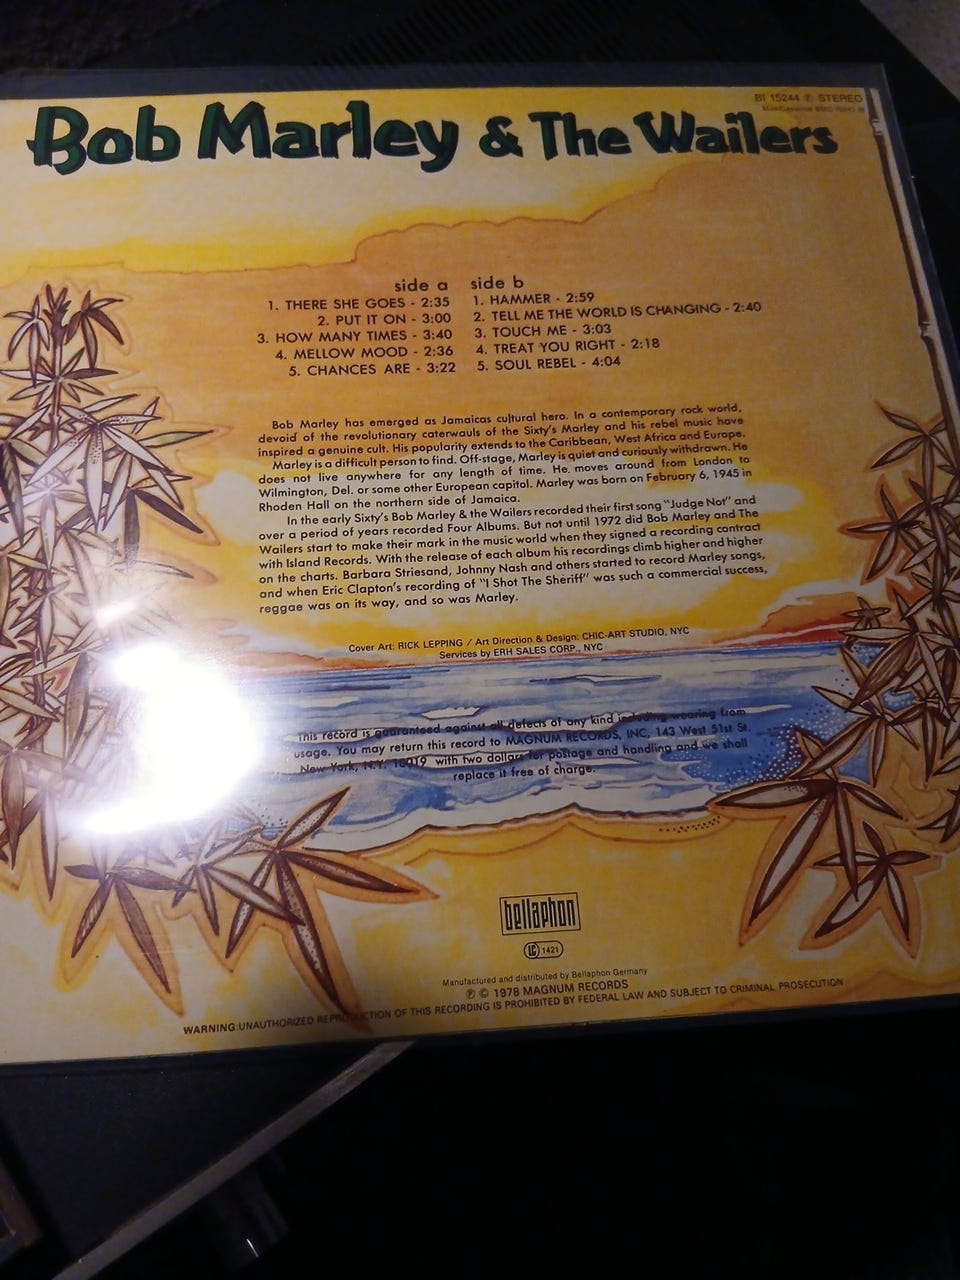 BI 15244 Ⓟ STEREO
Bob Marley & The Wailers
side a
1. THERE SHE GOES - 2:35
2. PUT IT ON - 3:00
3. HOW MANY TIMES - 3:40
4. MELLOW MOOD - 2:36
5. CHANCES ARE - 3:22
side b
1. HAMMER - 2:59
2. TELL ME THE WORLD IS CHANGING - 2:40
3. TOUCH ME - 3:03
4. TREAT YOU RIGHT - 2:18
5. SOUL REBEL - 4:04
Bob Marley has emerged as Jamaicas cultural hero. In a contemporary rock world,
devoid of the revolutionary caterwauls of the Sixty's Marley and his rebel music have
inspired a genuine cult. His popularity extends to the Caribbean, West Africa and Europe.
Marley is a difficult person to find. Off-stage, Marley is quiet and curiously withdrawn. He
does not live anywhere for any length of time. He moves around from London to
Wilmington, Del. or some other European capitol. Marley was born on February 6, 1945 in
Rhoden Hall on the northern side of Jamaica.
In the early Sixty's Bob Marley & the Wailers recorded their first song "Judge Not" and
over a period of years recorded Four Albums. But not until 1972 did Bob Marley and The
Wailers start to make their mark in the music world when they signed a recording contract
with Island Records. With the release of each album his recordings climb higher and higher
on the charts. Barbara Striesand, Johnny Nash and others started to record Marley songs,
and when Eric Clapton's recording of "I Shot The Sheriff" was such a commercial success,
reggae was on its way, and so was Marley.
Cover Art: RICK LEPPING / Art Direction & Design: CHIC-ART STUDIO, NYC
Services by ERH SALES CORP., NYC
This record is guaranteed against all defects of any kind including wearing from
usage. You may return this record to MAGNUM RECORDS, INC, 143 West 51st St.
New York, N.Y. 10019 with two dollars for postage and handling and we shall
replace it free of charge.
bellaphon
LC 1421
Manufactured and distributed by Bellaphon Germany
Ⓟ © 1978 MAGNUM RECORDS
WARNING: UNAUTHORIZED REPRODUCTION OF THIS RECORDING IS PROHIBITED BY FEDERAL LAW AND SUBJECT TO CRIMINAL PROSECUTION